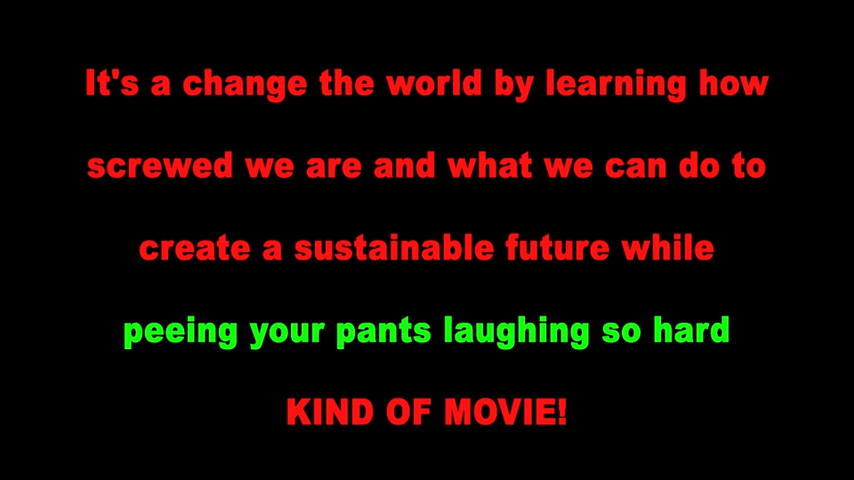 It's a change the world by learning how
screwed we are and what we can do to
create a sustainable future while
peeing your pants laughing so hard
KIND OF MOVIE!